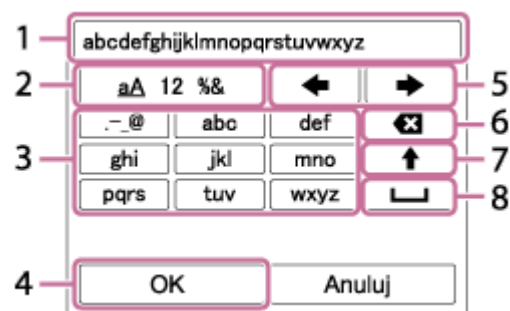 1 abcdefghijklmnopqrstuvwxyz
2 aA 12 %& 5
.-_@ abc def 6
3 ghi jkl mno 7
pqrs tuv wxyz 8
4 OK Anuluj